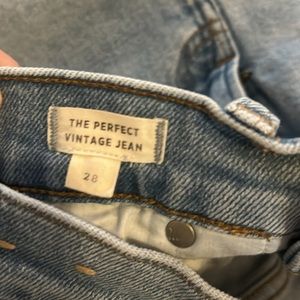 THE PERFECT
VINTAGE JEAN
28